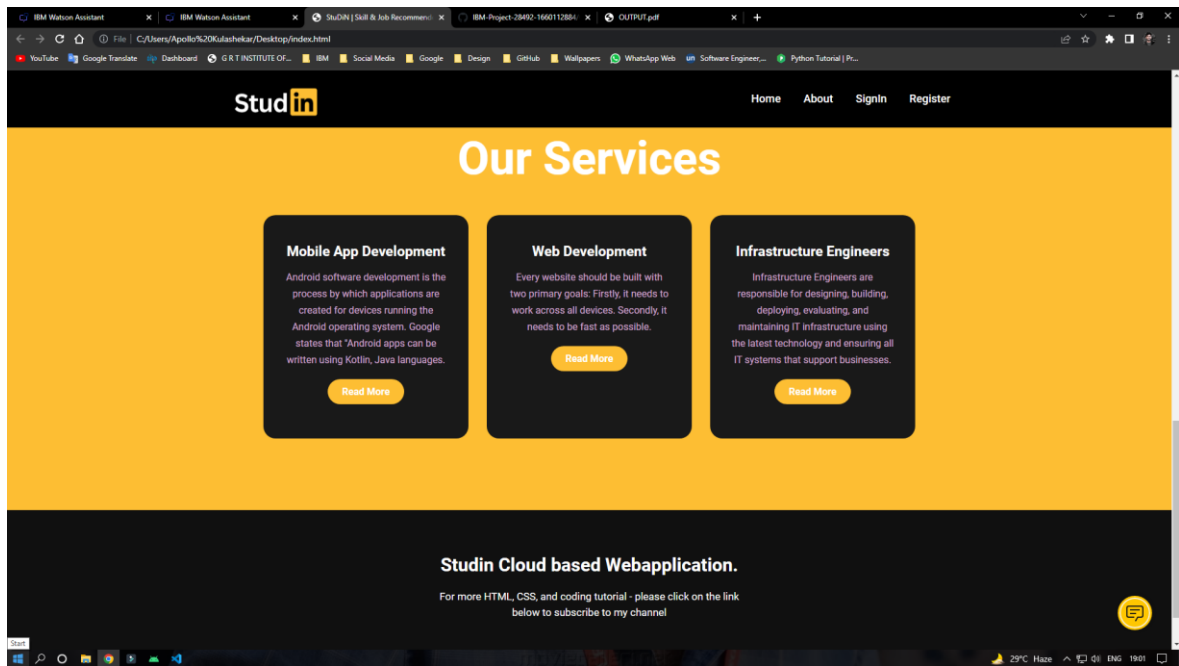 IBM Watson Assistant
IBM Watson Assistant
StuDiN | Skill & Job Recommend
IBM-Project-28492-1660112884/
OUTPUT.pdf
File | C:/Users/Apollo%20Kulashekar/Desktop/index.html
YouTube Google Translate Dashboard G R T INSTITUTE OF... IBM Social Media Google Design GitHub Wallpapers WhatsApp Web Software Engineer,... Python Tutorial | Pr...
Studin
Home About SignIn Register
Our Services
Mobile App Development
Android software development is the
process by which applications are
created for devices running the
Android operating system. Google
states that "Android apps can be
written using Kotlin, Java languages.
Read More
Web Development
Every website should be built with
two primary goals: Firstly, it needs to
work across all devices. Secondly, it
needs to be fast as possible.
Read More
Infrastructure Engineers
Infrastructure Engineers are
responsible for designing, building,
deploying, evaluating, and
maintaining IT infrastructure using
the latest technology and ensuring all
IT systems that support businesses.
Read More
Studin Cloud based Webapplication.
For more HTML, CSS, and coding tutorial - please click on the link
below to subscribe to my channel
Start
29°C Haze ENG 19:01